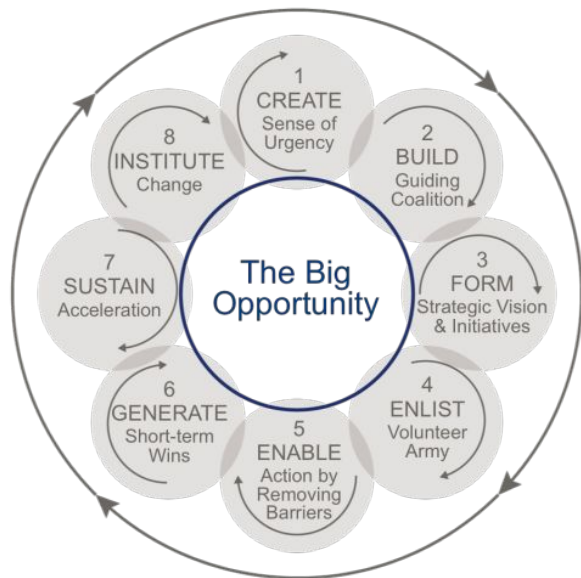 1
CREATE
Sense of
Urgency
2
BUILD
Guiding
Coalition
3
FORM
Strategic Vision
& Initiatives
4
ENLIST
Volunteer
Army
5
ENABLE
Action by
Removing
Barriers
6
GENERATE
Short-term
Wins
7
SUSTAIN
Acceleration
8
INSTITUTE
Change
The Big
Opportunity